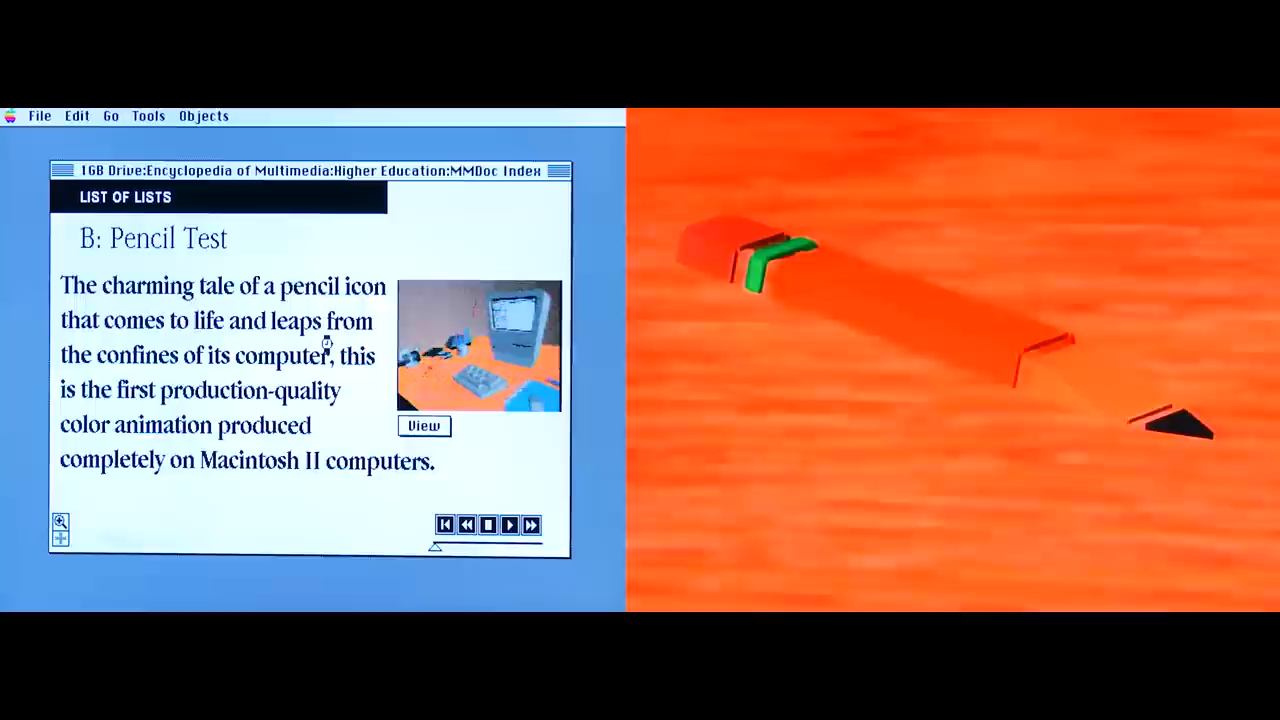 File Edit Go Tools Objects
1GB Drive:Encyclopedia of Multimedia:Higher Education:MMDoc Index
LIST OF LISTS
B: Pencil Test
The charming tale of a pencil icon
that comes to life and leaps from
the confines of its computer, this
is the first production-quality
color animation produced
completely on Macintosh II computers.
View